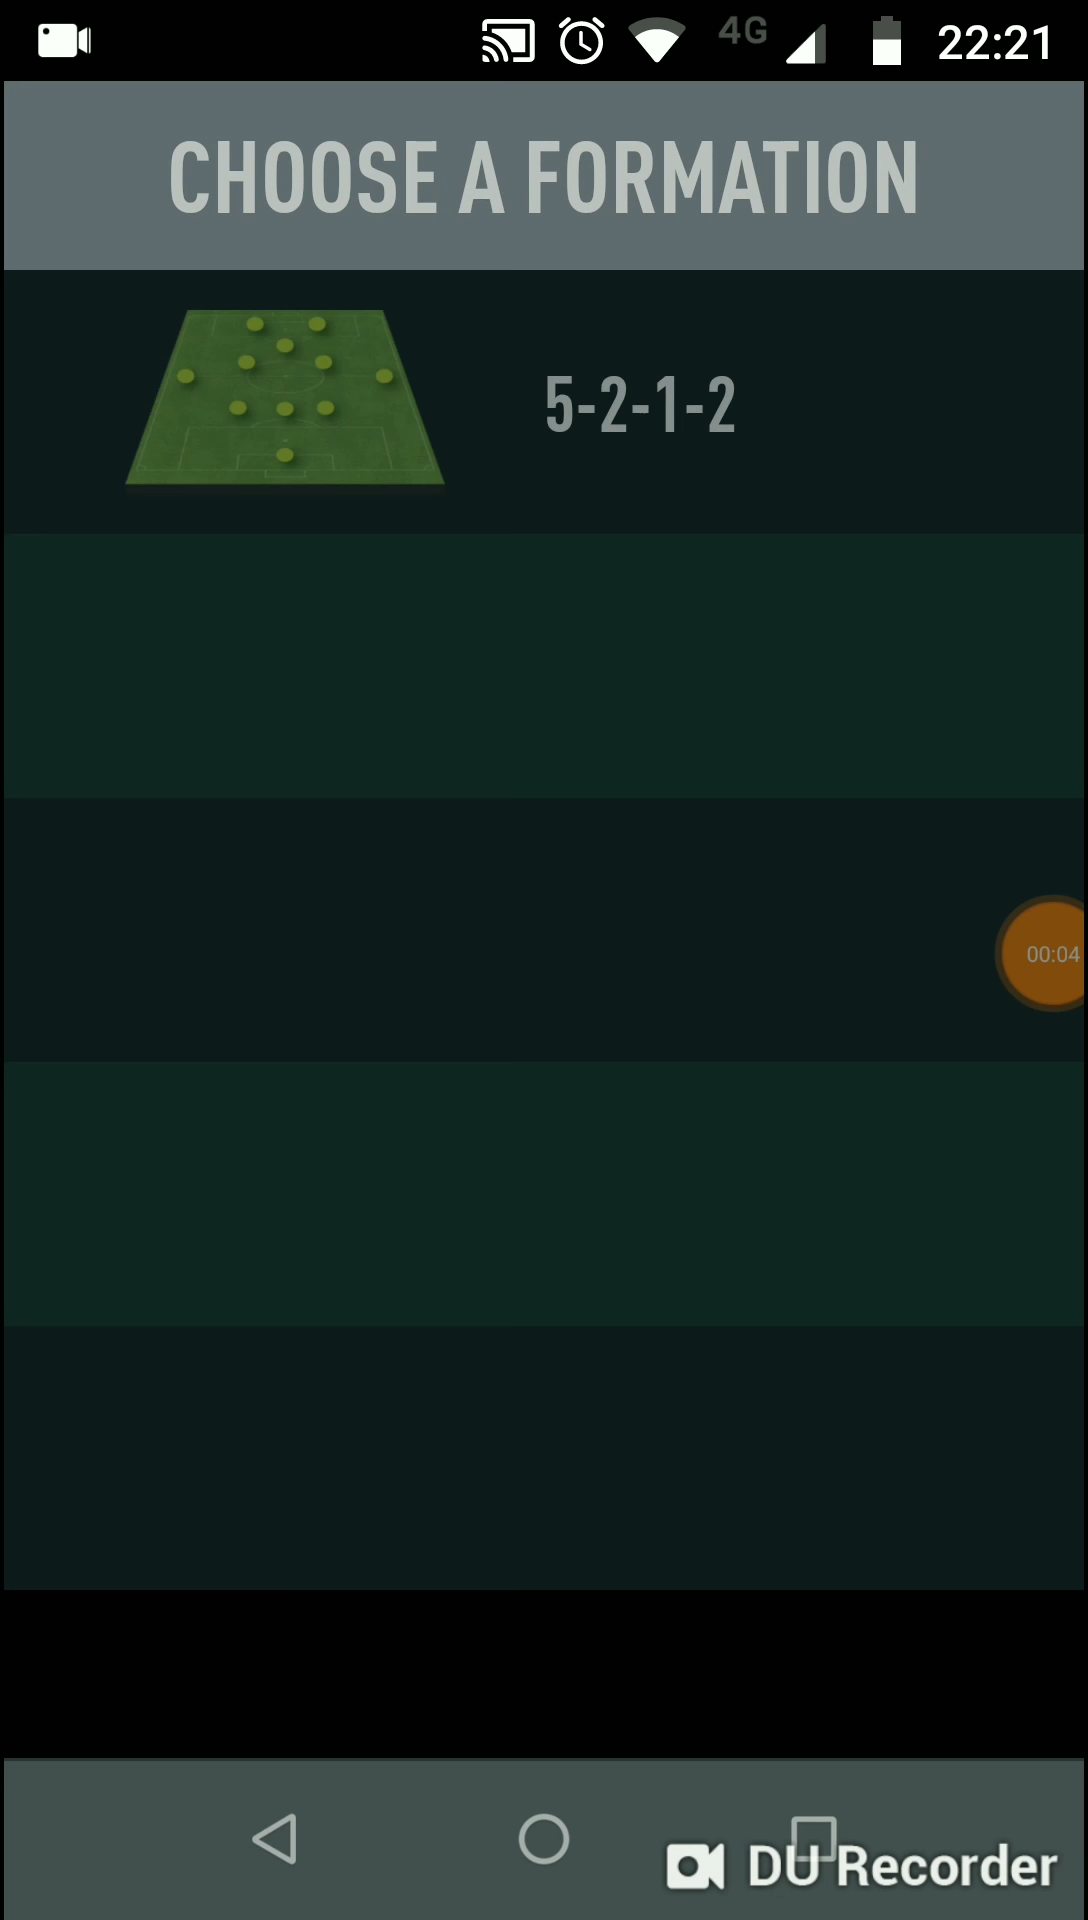 4G 22:21
CHOOSE A FORMATION
5-2-1-2
00:04
DU Recorder